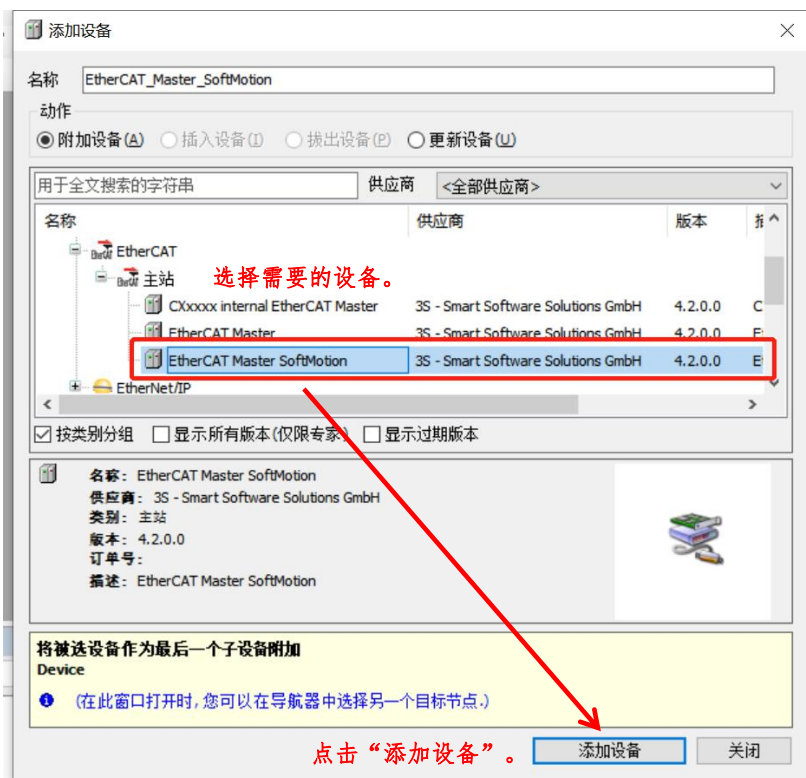 添加设备
名称 EtherCAT_Master_SoftMotion
动作
附加设备(A) 插入设备(I) 拔出设备(P) 更新设备(U)
用于全文搜索的字符串 供应商 <全部供应商>
名称 供应商 版本
EtherCAT
主站 选择需要的设备。
CXxxxx internal EtherCAT Master 3S - Smart Software Solutions GmbH 4.2.0.0 C
EtherCAT Master 3S - Smart Software Solutions GmbH 4.2.0.0 E
EtherCAT Master SoftMotion 3S - Smart Software Solutions GmbH 4.2.0.0 E
EtherNet/IP
按类别分组 显示所有版本(仅限专家) 显示过期版本
名称: EtherCAT Master SoftMotion
供应商: 3S - Smart Software Solutions GmbH
类别: 主站
版本: 4.2.0.0
订单号:
描述: EtherCAT Master SoftMotion
将被选设备作为最后一个子设备附加
Device
(在此窗口打开时,您可以在导航器中选择另一个目标节点.)
点击“添加设备”。 添加设备 关闭